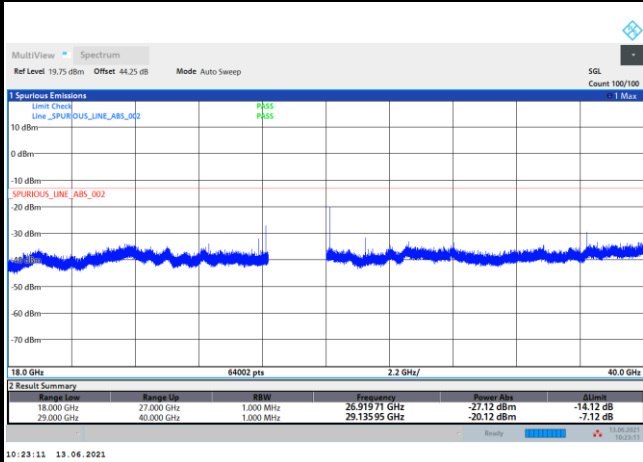 MultiView Spectrum
Ref Level 19.75 dBm Offset 44.25 dB Mode Auto Sweep SGL
Count 100/100
1 Spurious Emissions 1 Max
Limit Check PASS
Line _SPURIOUS_LINE_ABS_002 PASS
10 dBm
0 dBm
-10 dBm
_SPURIOUS_LINE_ABS_002
-20 dBm
-30 dBm
-40 dBm
-50 dBm
-60 dBm
-70 dBm
18.0 GHz 64002 pts 2.2 GHz/ 40.0 GHz
2 Result Summary
Range Low Range Up RBW Frequency Power Abs ΔLimit
18.000 GHz 27.000 GHz 1.000 MHz 26.919 71 GHz -27.12 dBm -14.12 dB
29.000 GHz 40.000 GHz 1.000 MHz 29.135 95 GHz -20.12 dBm -7.12 dB
Ready 13.06.2021
10:23:11
10:23:11 13.06.2021